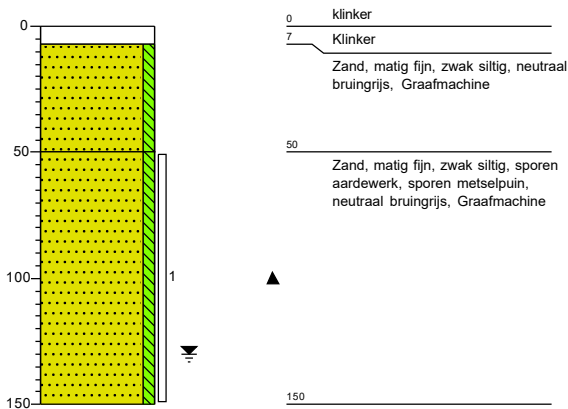 0
klinker
0
7
Klinker
Zand, matig fijn, zwak siltig, neutraal
bruingrijs, Graafmachine
50
50
Zand, matig fijn, zwak siltig, sporen
aardewerk, sporen metselpuin,
neutraal bruingrijs, Graafmachine
100
1
150
150